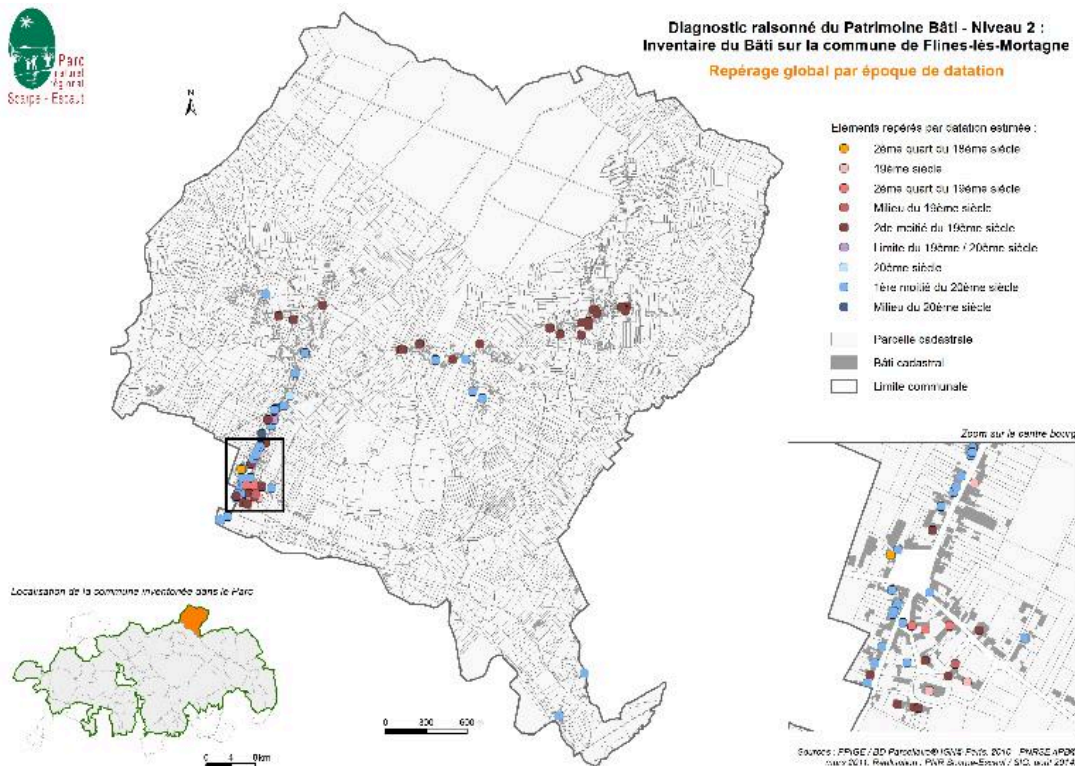 Diagnostic raisonné du Patrimoine Bâti - Niveau 2 :
Inventaire du Bâti sur la commune de Flines-lès-Mortagne
Repérage global par époque de datation
Parc
naturel
régional
Scarpe - Escaut
N
Eléments repérés par datation estimée :
2ème quart du 18ème siècle
19ème siècle
2ème quart du 19ème siècle
Milieu du 19ème siècle
2de moitié du 19ème siècle
Limite du 19ème / 20ème siècle
20ème siècle
1ère moitié du 20ème siècle
Milieu du 20ème siècle
Parcelle cadastrale
Bâti cadastral
Limite communale
Zoom sur le centre bourg
Localisation de la commune inventoriée dans le Parc
0 300 600
0 4 8km
Sources : PPIGE / BD Parcellaire® IGN® Paris, 2010 - PNRSE
mars 2011. Réalisation : PNR Scarpe-Escaut / SIG, août 2014